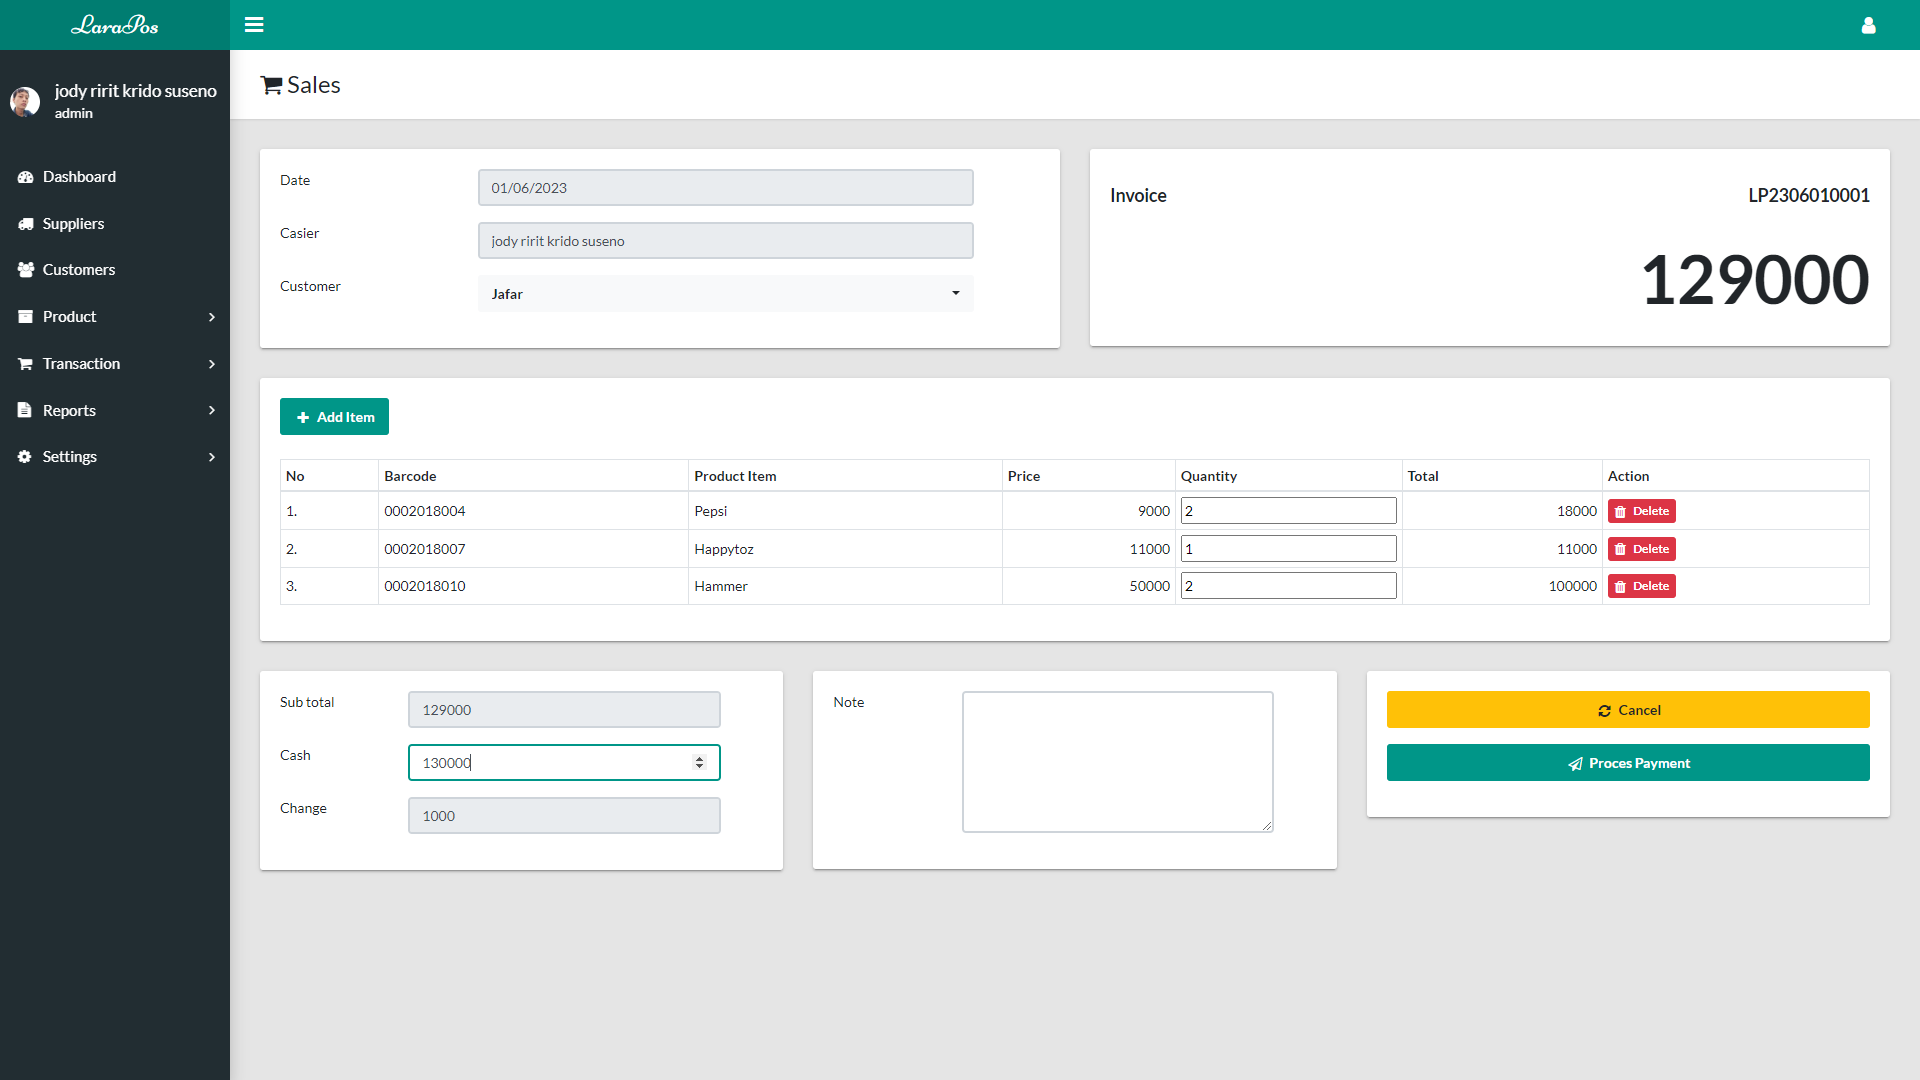 LaraPos
jody ririt krido suseno
admin
Dashboard
Suppliers
Customers
Product
Transaction
Reports
Settings
Sales
Date 01/06/2023
Casier jody ririt krido suseno
Customer Jafar
Invoice LP2306010001
129000
Add Item
No Barcode Product Item Price Quantity Total Action
1. 0002018004 Pepsi 9000 2 18000 Delete
2. 0002018007 Happytoz 11000 1 11000 Delete
3. 0002018010 Hammer 50000 2 100000 Delete
Sub total 129000
Cash 130000
Change 1000
Note
Cancel
Proces Payment